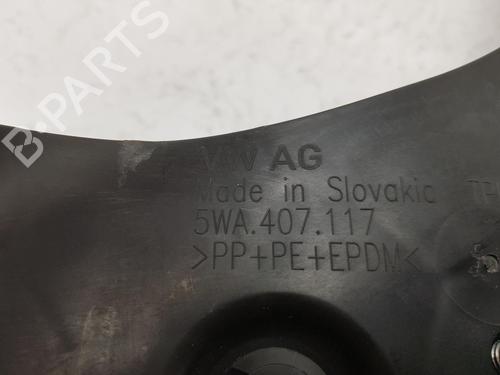 VW AG
Made in Slovakia
5WA.407.117
>PP+PE+EPDM<
B-PARTS